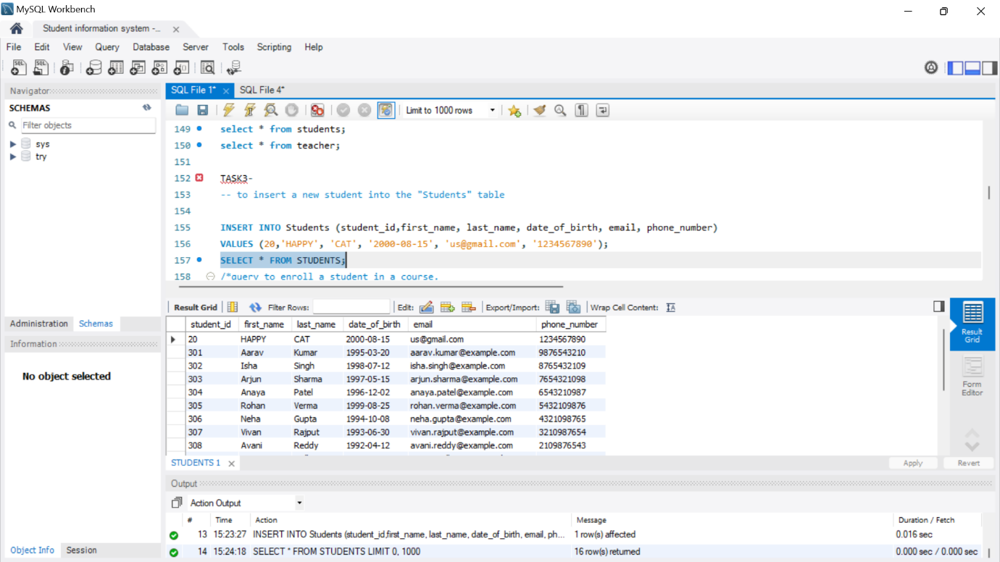 MySQL Workbench
Student information system -...
File Edit View Query Database Server Tools Scripting Help
Navigator
SCHEMAS
Filter objects
sys
try
Administration Schemas
Information
No object selected
Object Info Session
SQL File 1* SQL File 4*
Limit to 1000 rows
149 select * from students;
150 select * from teacher;
151
152 TASK3-
153 -- to insert a new student into the "Students" table
154
155 INSERT INTO Students (student_id,first_name, last_name, date_of_birth, email, phone_number)
156 VALUES (20,'HAPPY', 'CAT', '2000-08-15', 'us@gmail.com', '1234567890');
157 SELECT * FROM STUDENTS;
158 /*query to enroll a student in a course.
Result Grid Filter Rows: Edit: Export/Import: Wrap Cell Content:
student_id first_name last_name date_of_birth email phone_number
20 HAPPY CAT 2000-08-15 us@gmail.com 1234567890
301 Aarav Kumar 1995-03-20 aarav.kumar@example.com 9876543210
302 Isha Singh 1998-07-12 isha.singh@example.com 8765432109
303 Arjun Sharma 1997-05-15 arjun.sharma@example.com 7654321098
304 Anaya Patel 1996-12-02 anaya.patel@example.com 6543210987
305 Rohan Verma 1999-08-25 rohan.verma@example.com 5432109876
306 Neha Gupta 1994-10-08 neha.gupta@example.com 4321098765
307 Vivan Rajput 1993-06-30 vivan.rajput@example.com 3210987654
308 Avani Reddy 1992-04-12 avani.reddy@example.com 2109876543
Result
Grid
Form
Editor
STUDENTS 1
Apply Revert
Output
Action Output
# Time Action Message Duration / Fetch
13 15:23:27 INSERT INTO Students (student_id,first_name, last_name, date_of_birth, email, ph... 1 row(s) affected 0.016 sec
14 15:24:18 SELECT * FROM STUDENTS LIMIT 0, 1000 16 row(s) returned 0.000 sec / 0.000 sec